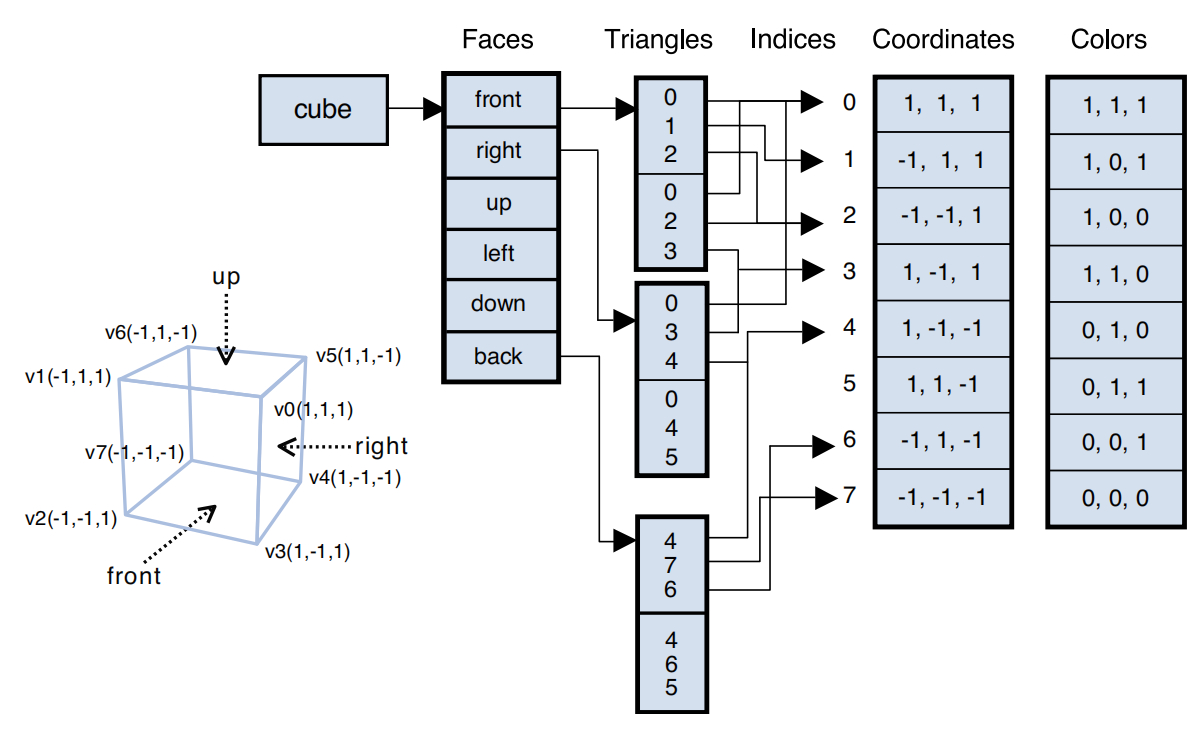 Faces
Triangles
Indices
Coordinates
Colors
cube
front
right
up
left
down
back
0
1
2
0
2
3
0
3
4
0
4
5
4
7
6
4
6
5
0
1
2
3
4
5
6
7
1, 1, 1
-1, 1, 1
-1, -1, 1
1, -1, 1
1, -1, -1
1, 1, -1
-1, 1, -1
-1, -1, -1
1, 1, 1
1, 0, 1
1, 0, 0
1, 1, 0
0, 1, 0
0, 1, 1
0, 0, 1
0, 0, 0
up
v6(-1,1,-1)
v5(1,1,-1)
v1(-1,1,1)
v0(1,1,1)
right
v7(-1,-1,-1)
v4(1,-1,-1)
v2(-1,-1,1)
v3(1,-1,1)
front